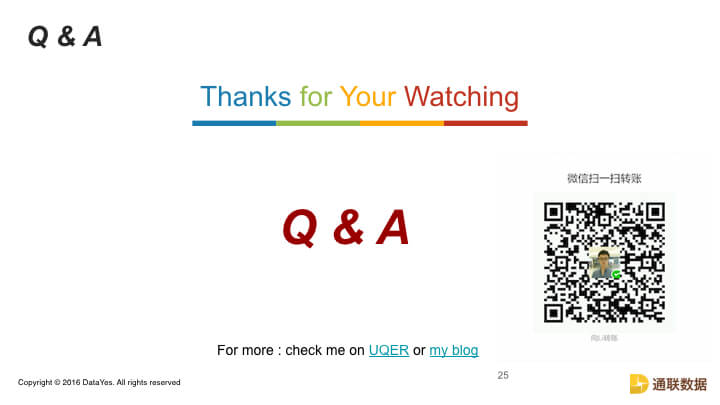 Q & A
Thanks for Your Watching
微信扫一扫转账
Q & A
For more : check me on UQER or my blog
Copyright © 2016 DataYes. All rights reserved
25
通联数据